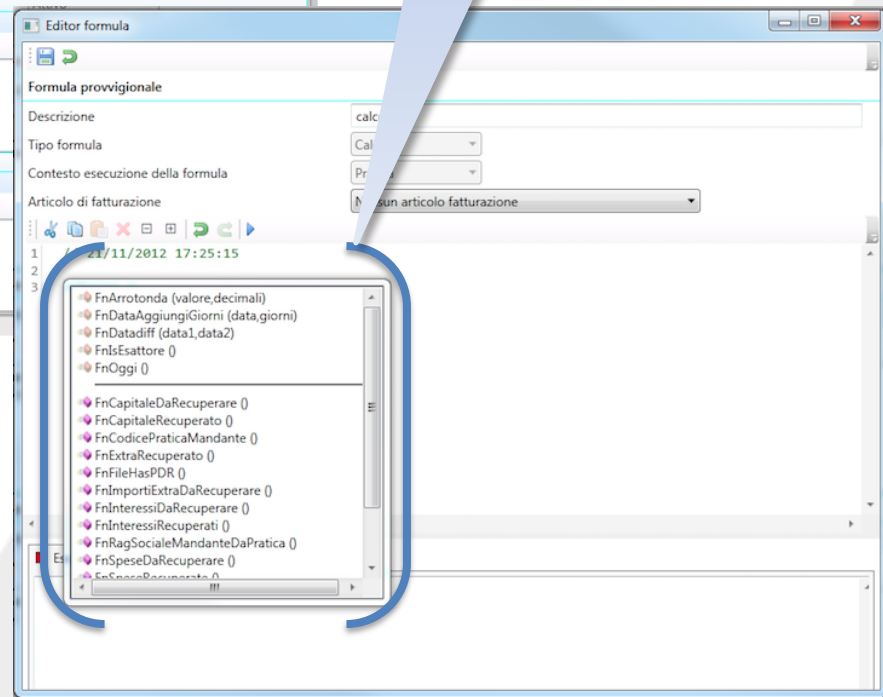 Editor formula
Formula provvigionale
Descrizione
Tipo formula
Contesto esecuzione della formula
Articolo di fatturazione articolo fatturazione
1 21/11/2012 17:25:15
2
3
FnArrotonda (valore,decimali)
FnDataAggiungiGiorni (data,giorni)
FnDatadiff (data1,data2)
FnIsEsattore ()
FnOggi ()
FnCapitaleDaRecuperare ()
FnCapitaleRecuperato ()
FnCodicePraticaMandante ()
FnExtraRecuperato ()
FnFileHasPDR ()
FnImportiExtraDaRecuperare ()
FnInteressiDaRecuperare ()
FnInteressiRecuperati ()
FnRagSocialeMandanteDaPratica ()
FnSpeseDaRecuperare ()